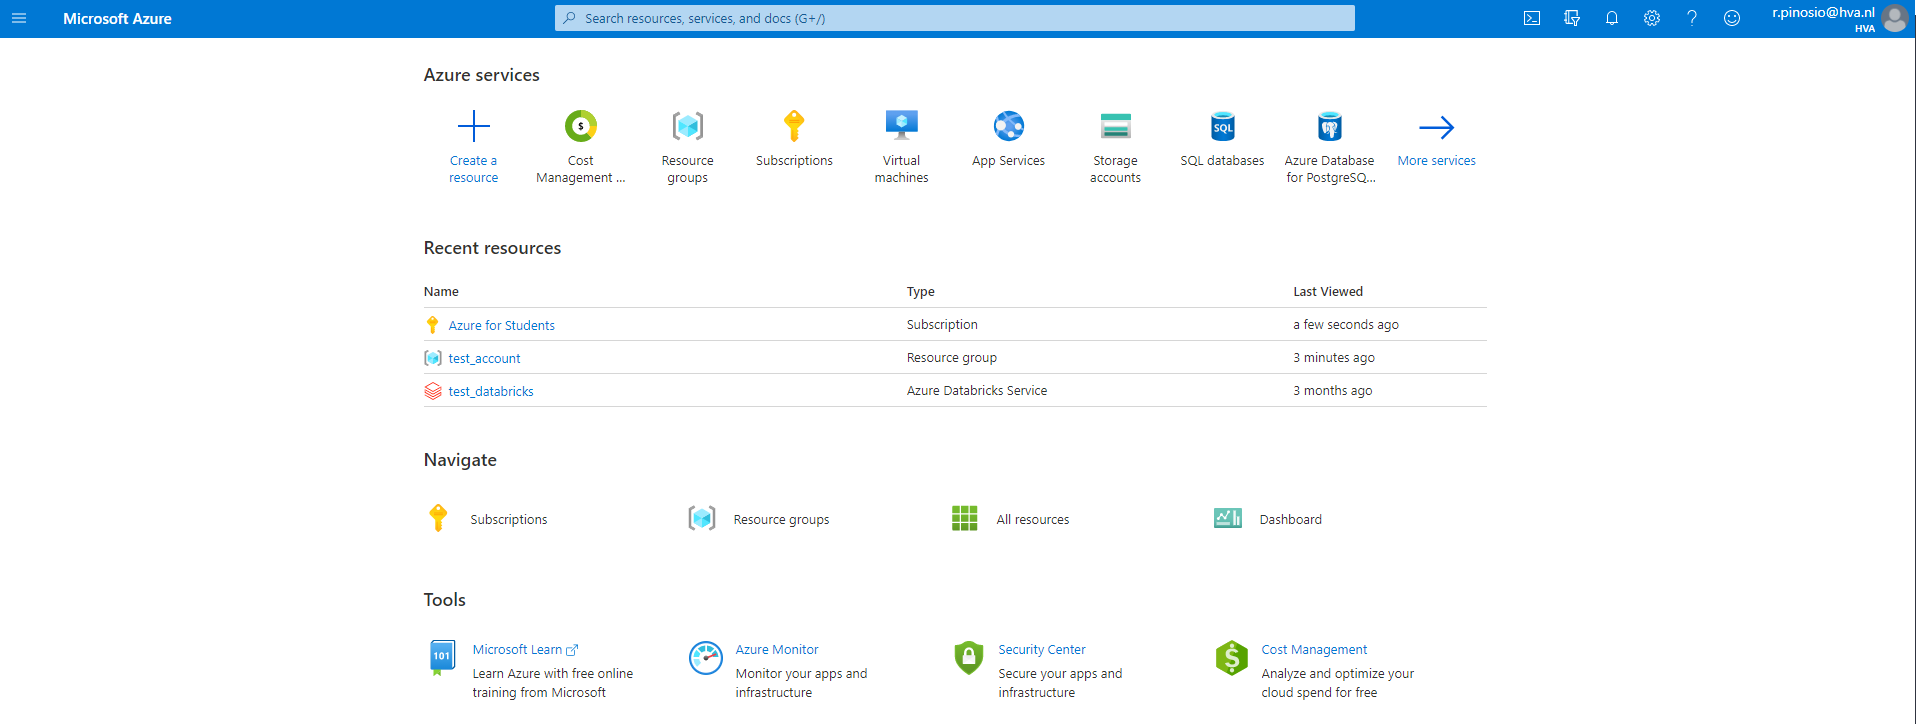 Microsoft Azure
Search resources, services, and docs (G+/)
r.pinosio@hva.nl
HVA
Azure services
Create a
resource
Cost
Management ...
Resource
groups
Subscriptions
Virtual
machines
App Services
Storage
accounts
SQL
SQL databases
Azure Database
for PostgreSQ...
More services
Recent resources
Name Type Last Viewed
Azure for Students Subscription a few seconds ago
test_account Resource group 3 minutes ago
test_databricks Azure Databricks Service 3 months ago
Navigate
Subscriptions Resource groups All resources Dashboard
Tools
101
Microsoft Learn
Learn Azure with free online
training from Microsoft
Azure Monitor
Monitor your apps and
infrastructure
Security Center
Secure your apps and
infrastructure
Cost Management
Analyze and optimize your
cloud spend for free